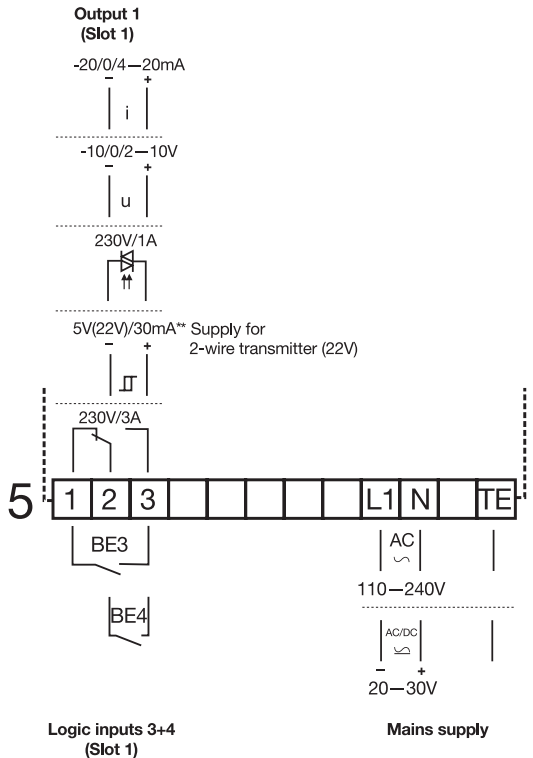 Output 1
(Slot 1)
-20/0/4—20mA
− +
i
-10/0/2—10V
− +
u
230V/1A
5V(22V)/30mA** Supply for
2-wire transmitter (22V)
− +
230V/3A
5 1 2 3 L1 N TE
BE3
AC
110—240V
BE4
AC/DC
− +
20—30V
Logic inputs 3+4
(Slot 1)
Mains supply